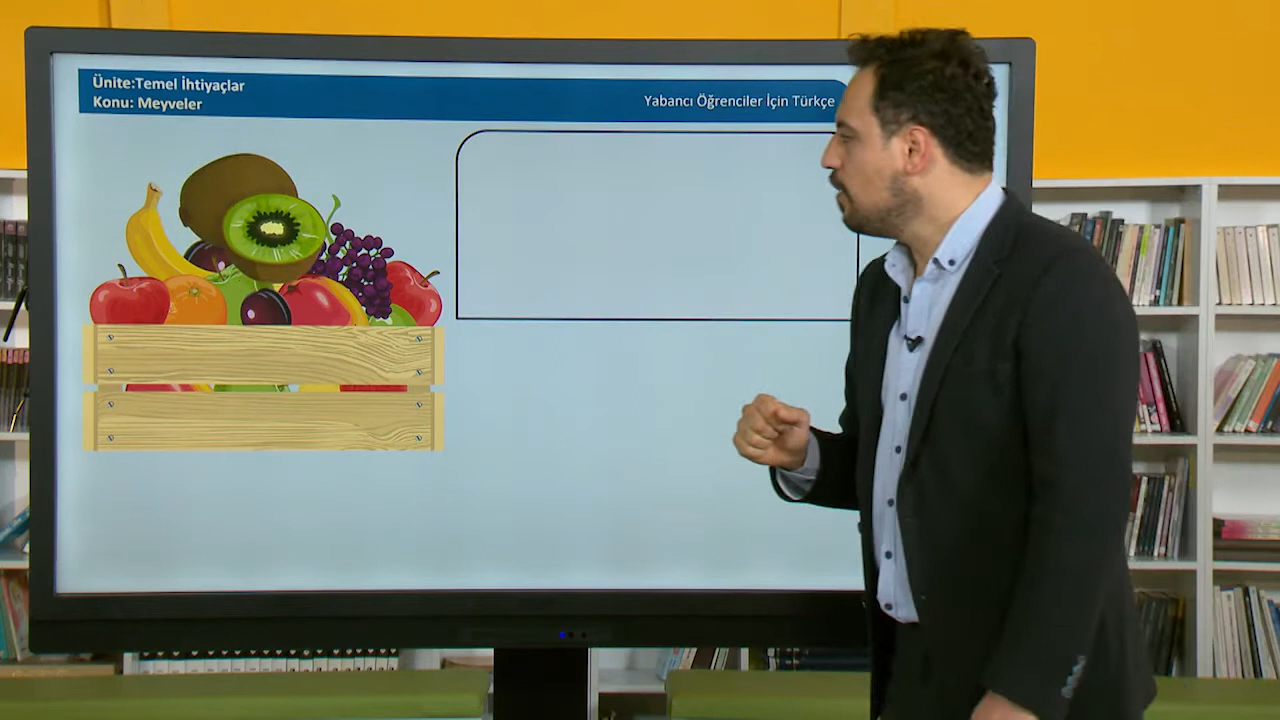 Ünite:Temel İhtiyaçlar
Konu: Meyveler
Yabancı Öğrenciler İçin Türkçe